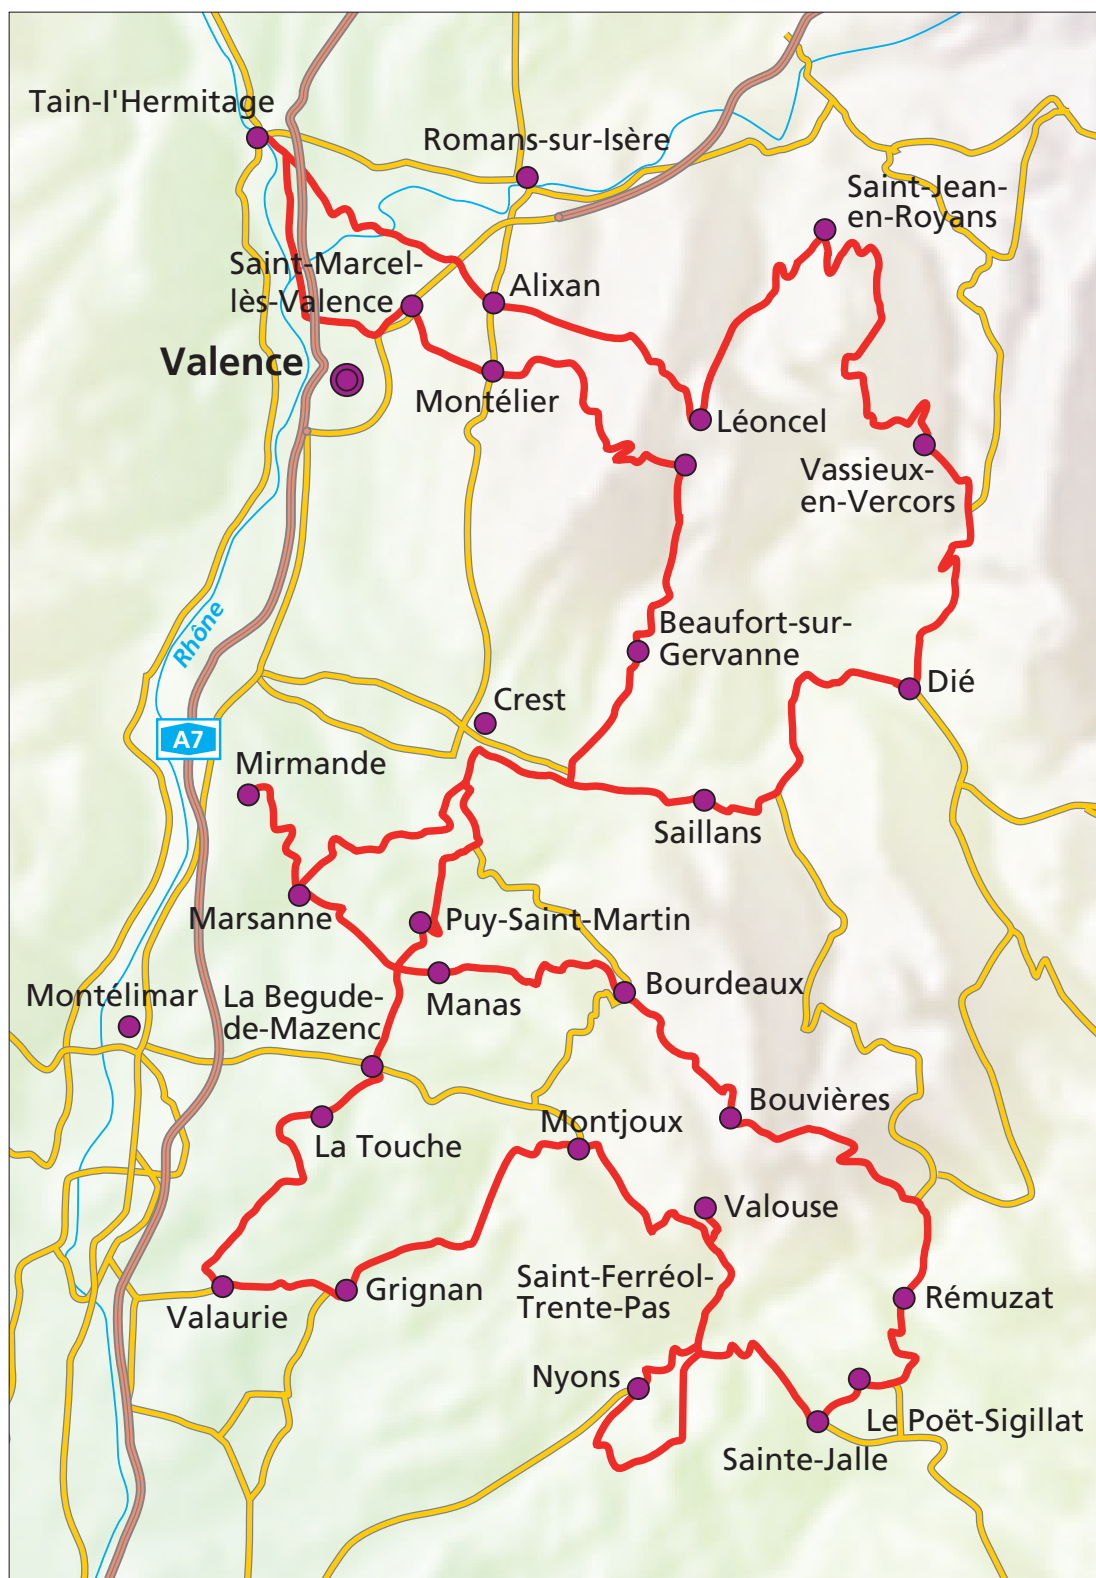 Tain-l'Hermitage
Romans-sur-Isère
Saint-Jean-
en-Royans
Saint-Marcel-
lès-Valence
Alixan
Valence
Montélier
Léoncel
Vassieux-
en-Vercors
Rhône
Beaufort-sur-
Gervanne
Dié
Crest
A7
Mirmande
Saillans
Marsanne
Puy-Saint-Martin
Montélimar
La Begude-
de-Mazenc
Manas
Bourdeaux
Bouvières
Montjoux
La Touche
Valouse
Saint-Ferréol-
Trente-Pas
Grignan
Valaurie
Rémuzat
Nyons
Le Poët-Sigillat
Sainte-Jalle